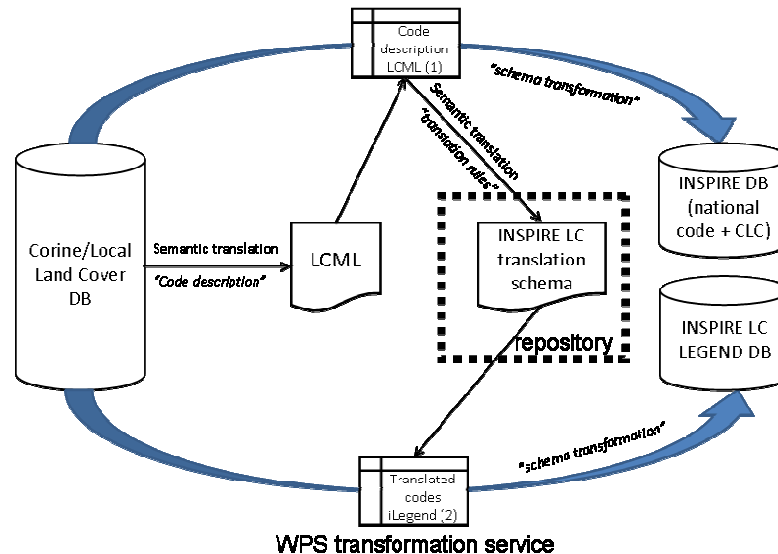 Code
description
LCML (1)
"schema transformation"
Semantic translation
"translation rules"
INSPIRE DB
(national
code + CLC)
Corine/Local
Land Cover
DB
Semantic translation
"Code description"
LCML
INSPIRE LC
translation
schema
repository
INSPIRE LC
LEGEND DB
"schema transformation"
Translated
codes
iLegend (2)
WPS transformation service